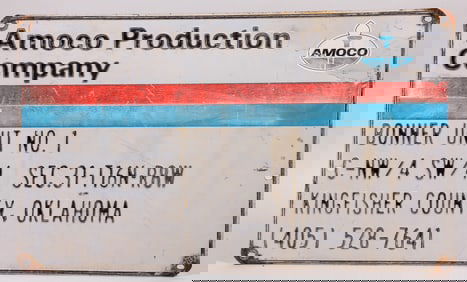 Amoco Production
Company
AMOCO
BONNER UNIT NO. 1
C-NW/4 SW/4 SEC.31-T16N-R8W
KINGFISHER COUNTY, OKLAHOMA
(405) 528-7641